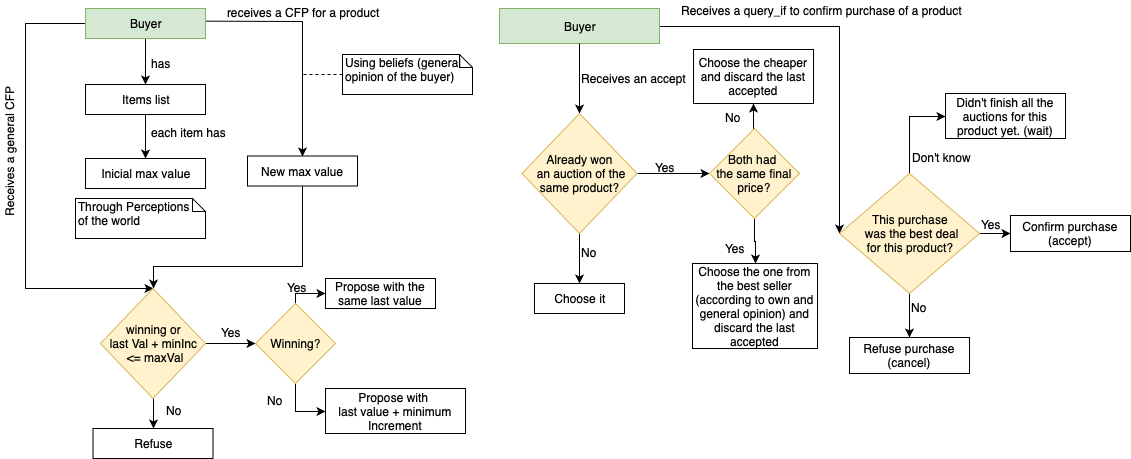 Buyer
receives a CFP for a product
has
Items list
each item has
Inicial max value
Through Perceptions
of the world
Receives a general CFP
Using beliefs (general
opinion of the buyer)
New max value
winning or
last Val + minInc
<= maxVal
Yes
No
Refuse
Winning?
Yes
Propose with the
same last value
No
Propose with
last value + minimum
Increment
Buyer
Receives a query_if to confirm purchase of a product
Receives an accept
Already won
an auction of the
same product?
Yes
No
Choose it
Both had
the same final
price?
No
Choose the cheaper
and discard the last
accepted
Yes
Choose the one from
the best seller
(according to own and
general opinion) and
discard the last
accepted
This purchase
was the best deal
for this product?
Don't know
Didn't finish all the
auctions for this
product yet. (wait)
Yes
Confirm purchase
(accept)
No
Refuse purchase
(cancel)